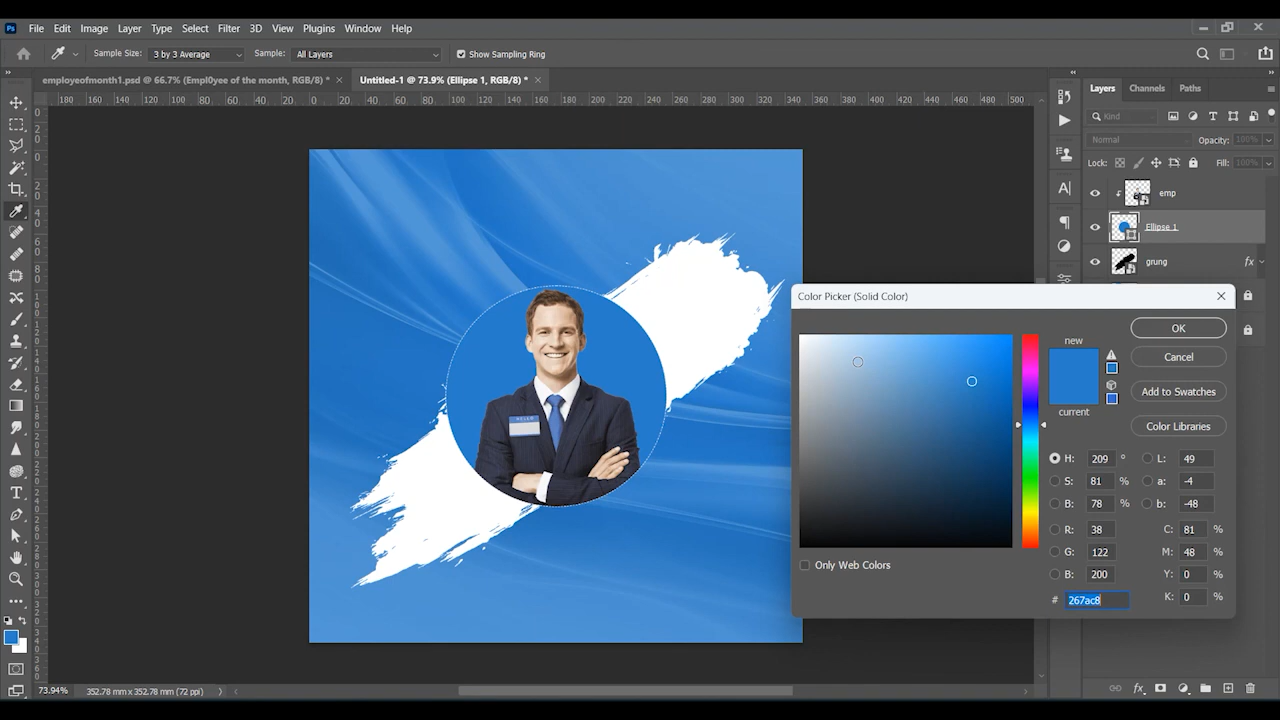 Ps File Edit Image Layer Type Select Filter 3D View Plugins Window Help
Sample Size: 3 by 3 Average Sample: All Layers Show Sampling Ring
employeofmonth1.psd @ 66.7% (Empl0yee of the month, RGB/8) * × Untitled-1 @ 73.9% (Ellipse 1, RGB/8) * ×
180 160 140 120 100 80 60 40 20 0 20 40 60 80 100 120 140 160 180 200 220 240 260 280 300 320 340 360 380 400 420 440 460 480 500
Layers Channels Paths
Kind
Normal Opacity: 100%
Lock: Fill: 100%
emp
Ellipse 1
grung fx
Color Picker (Solid Color)
new
current
OK
Cancel
Add to Swatches
Color Libraries
H: 209 ° L: 49
S: 81 % a: -4
B: 78 % b: -48
R: 38 C: 81 %
G: 122 M: 48 %
B: 200 Y: 0 %
# 267ac8 K: 0 %
Only Web Colors
HELLO
73.94% 352.78 mm x 352.78 mm (72 ppi)